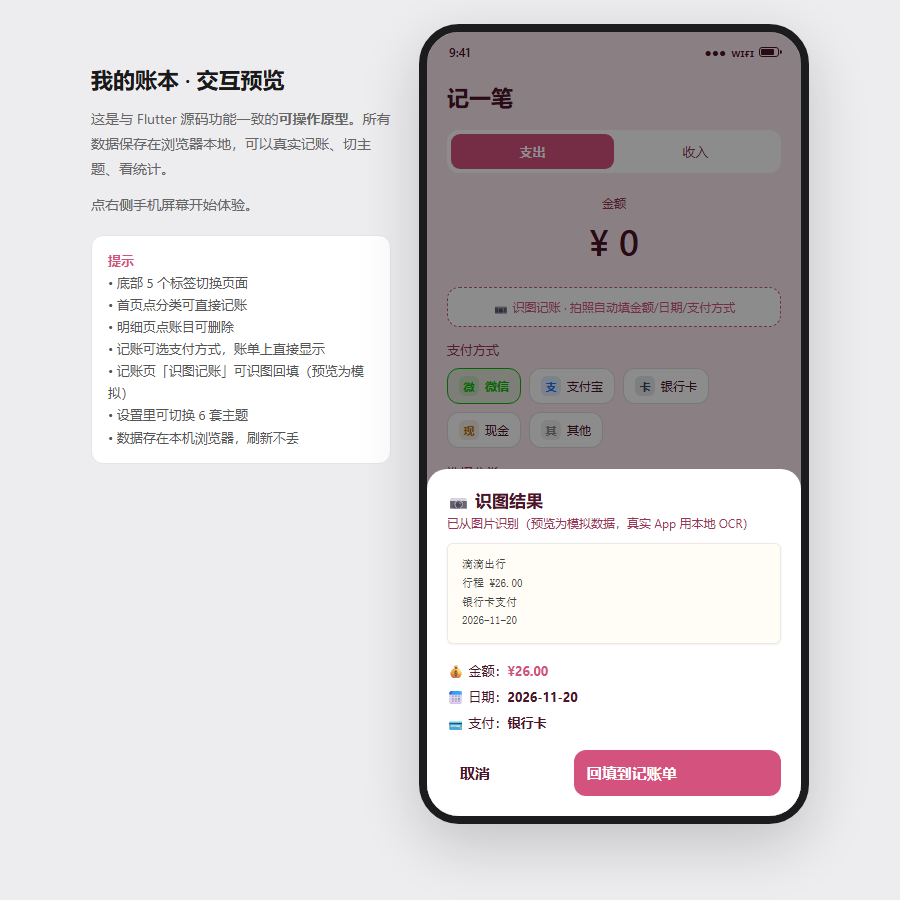 我的账本 · 交互预览
这是与 Flutter 源码功能一致的可操作原型。所有
数据保存在浏览器本地，可以真实记账、切主
题、看统计。
点右侧手机屏幕开始体验。
提示
• 底部 5 个标签切换页面
• 首页点分类可直接记账
• 明细页点账目可删除
• 记账可选支付方式，账单上直接显示
• 记账页「识图记账」可识图回填（预览为模
拟）
• 设置里可切换 6 套主题
• 数据存在本机浏览器，刷新不丢
9:41
●●● WIFI
记一笔
支出
收入
金额
¥ 0
识图记账 · 拍照自动填金额/日期/支付方式
支付方式
微 微信
支 支付宝
卡 银行卡
现 现金
其 其他
识图结果
已从图片识别（预览为模拟数据，真实 App 用本地 OCR）
滴滴出行
行程 ¥26.00
银行卡支付
2026-11-20
金额：¥26.00
日期：2026-11-20
支付：银行卡
取消
回填到记账单